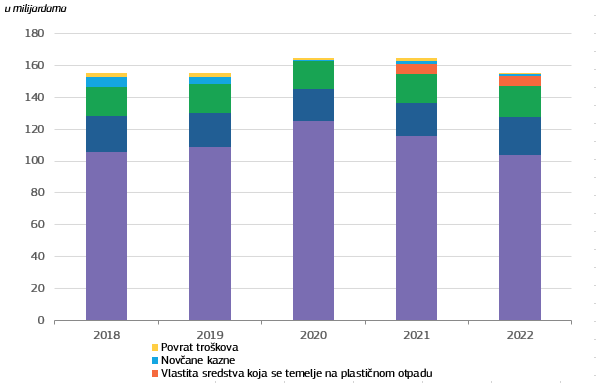 u milijardama
180
160
140
120
100
80
60
40
20
0
2018 2019 2020 2021 2022
Povrat troškova
Novčane kazne
Vlastita sredstva koja se temelje na plastičnom otpadu